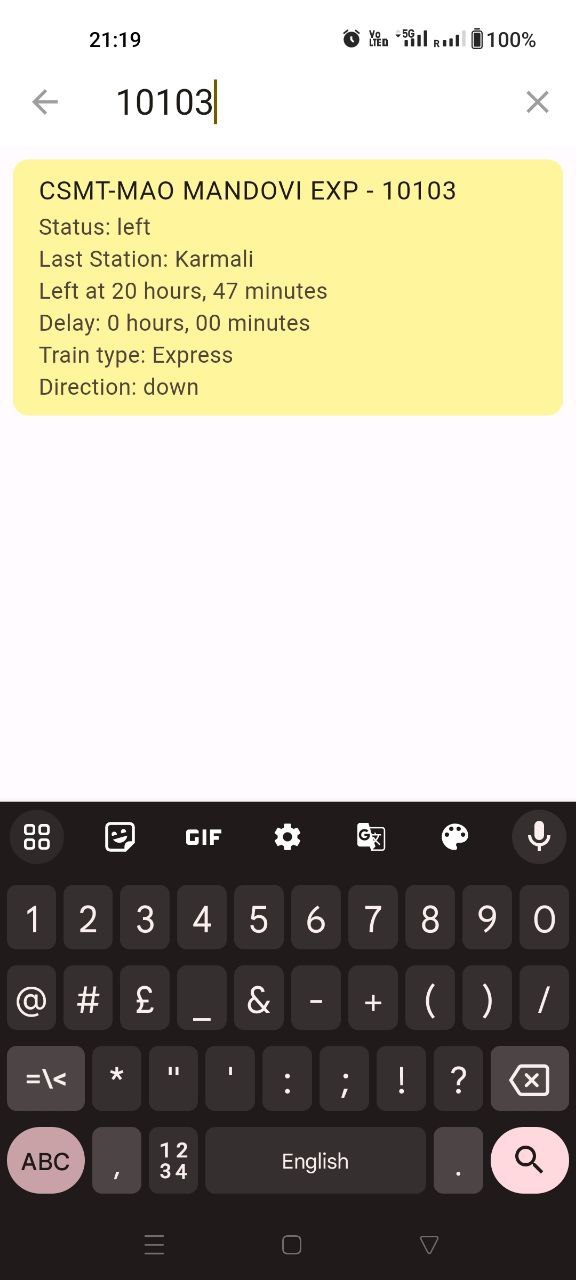 21:19
Vo LTED 5G R 100%
10103
CSMT-MAO MANDOVI EXP - 10103
Status: left
Last Station: Karmali
Left at 20 hours, 47 minutes
Delay: 0 hours, 00 minutes
Train type: Express
Direction: down
GIF G
1 2 3 4 5 6 7 8 9 0
@ # £ _ & - + ( ) /
=\< * " ' : ; ! ?
ABC , 12 34 English .